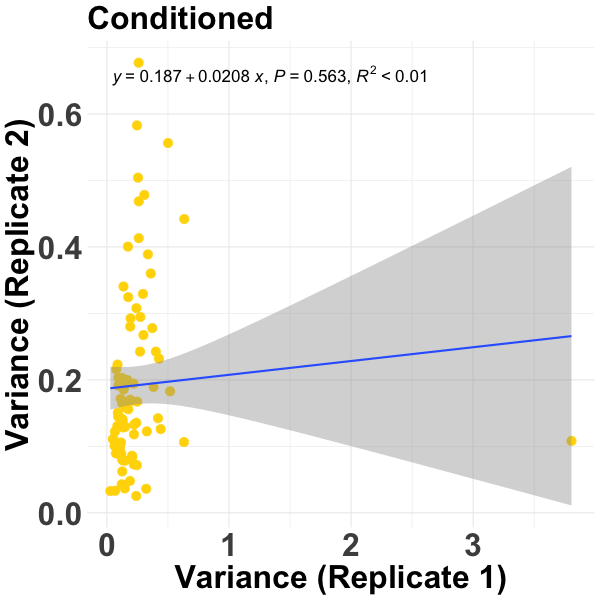 Conditioned
y = 0.187 + 0.0208 x, P = 0.563, R² < 0.01
Variance (Replicate 2)
0.6
0.4
0.2
0.0
0 1 2 3
Variance (Replicate 1)